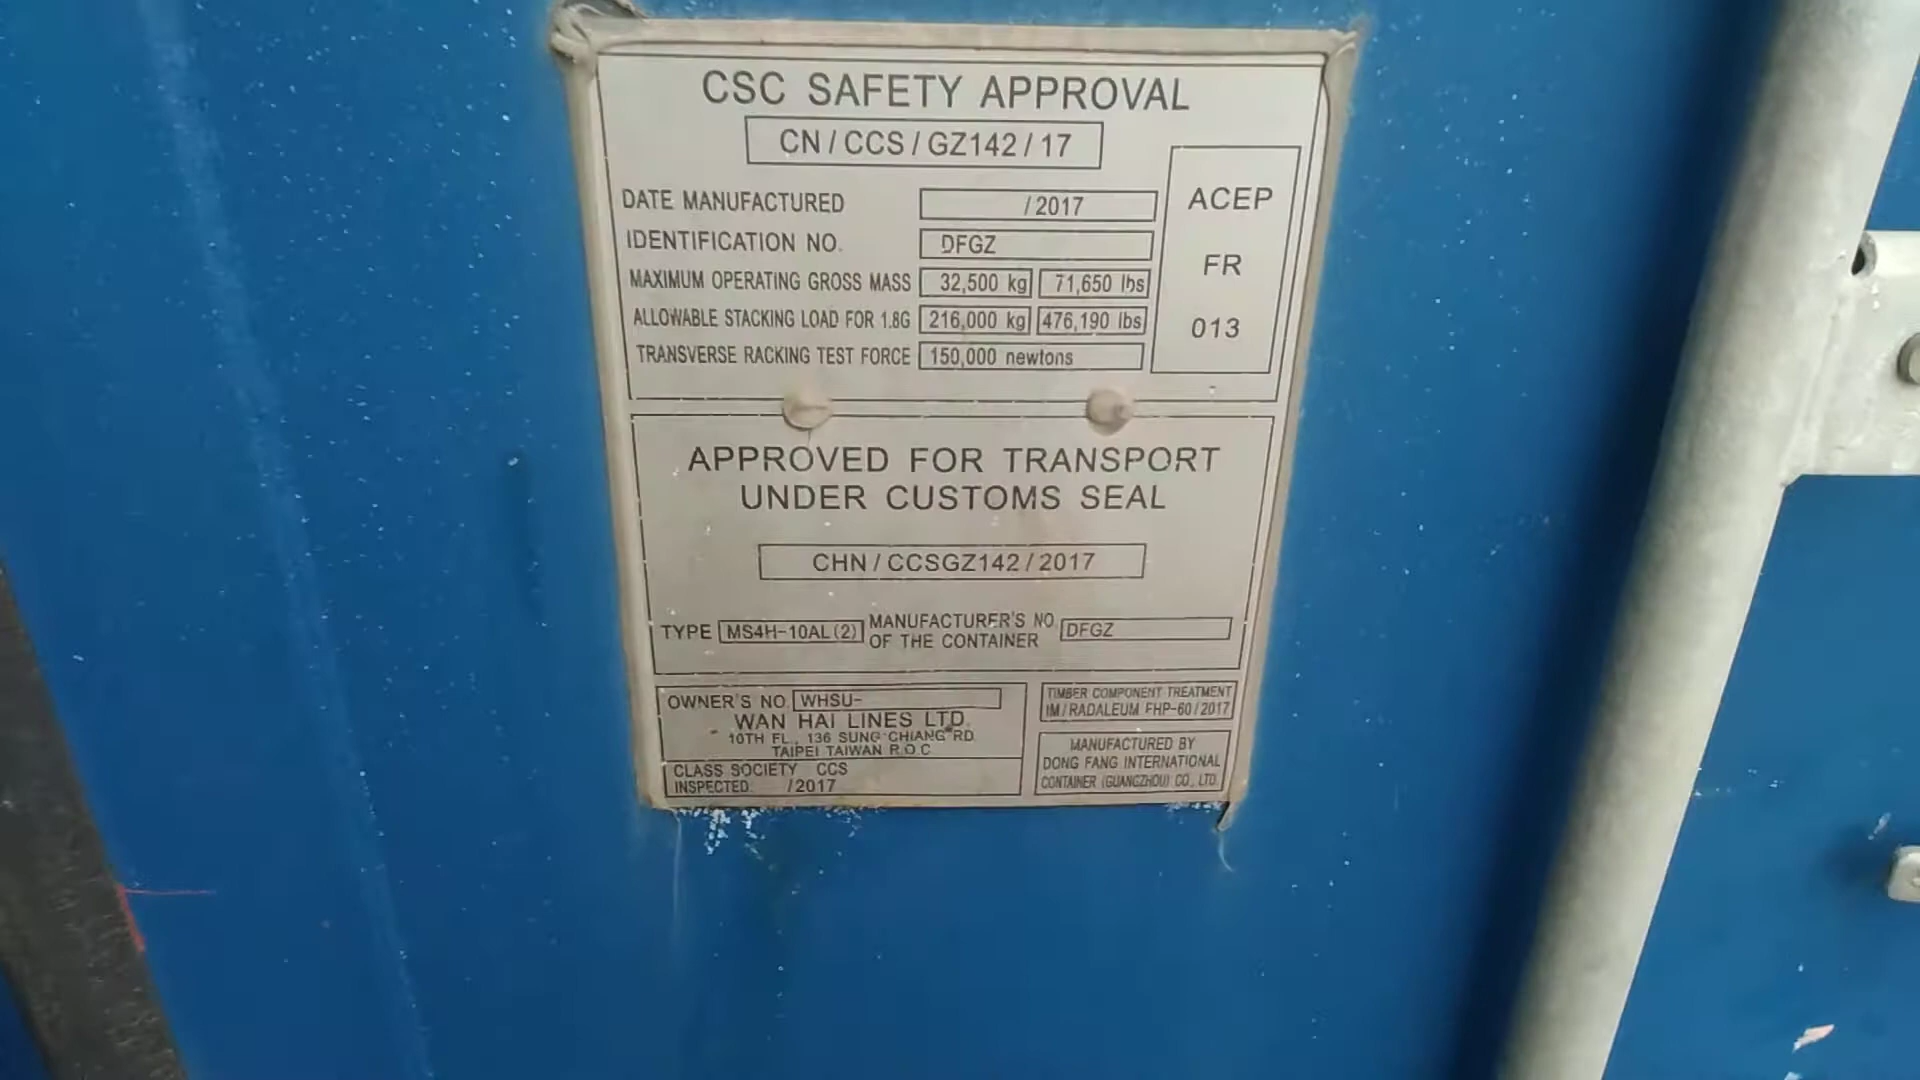 CSC SAFETY APPROVAL
CN / CCS / GZ142 / 17
DATE MANUFACTURED / 2017
IDENTIFICATION NO. DFGZ
MAXIMUM OPERATING GROSS MASS 32,500 kg 71,650 lbs
ALLOWABLE STACKING LOAD FOR 1.8G 216,000 kg 476,190 lbs
TRANSVERSE RACKING TEST FORCE 150,000 newtons
ACEP
FR
013
APPROVED FOR TRANSPORT
UNDER CUSTOMS SEAL
CHN / CCSGZ142 / 2017
TYPE MS4H-10AL (2)
MANUFACTURER'S NO.
OF THE CONTAINER
DFGZ
OWNER'S NO. WHSU-
WAN HAI LINES LTD.
10TH FL., 136 SUNG CHIANG RD
TAIPEI TAIWAN R.O.C
CLASS SOCIETY CCS
INSPECTED: / 2017
TIMBER COMPONENT TREATMENT
IM / RADALEUM FHP-60 / 2017
MANUFACTURED BY
DONG FANG INTERNATIONAL
CONTAINER (GUANGZHOU) CO., LTD.